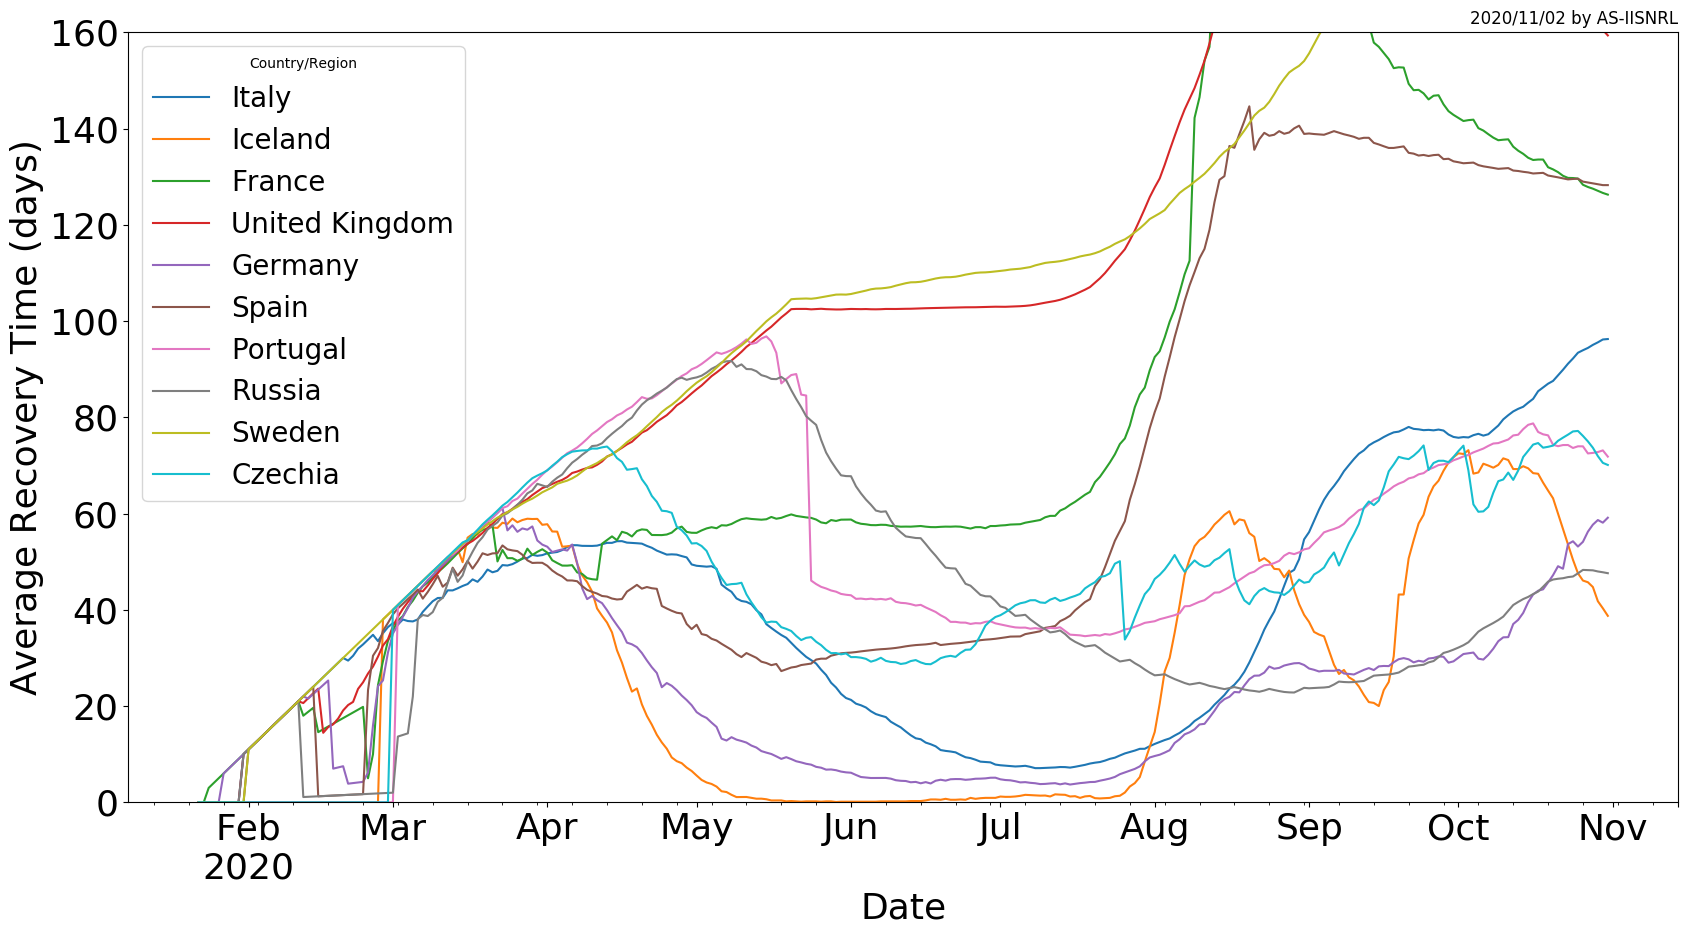 2020/11/02 by AS-IISNRL
160
140
120
100
80
60
40
20
0
Average Recovery Time (days)
Country/Region
Italy
Iceland
France
United Kingdom
Germany
Spain
Portugal
Russia
Sweden
Czechia
Feb Mar Apr May Jun Jul Aug Sep Oct Nov
2020
Date